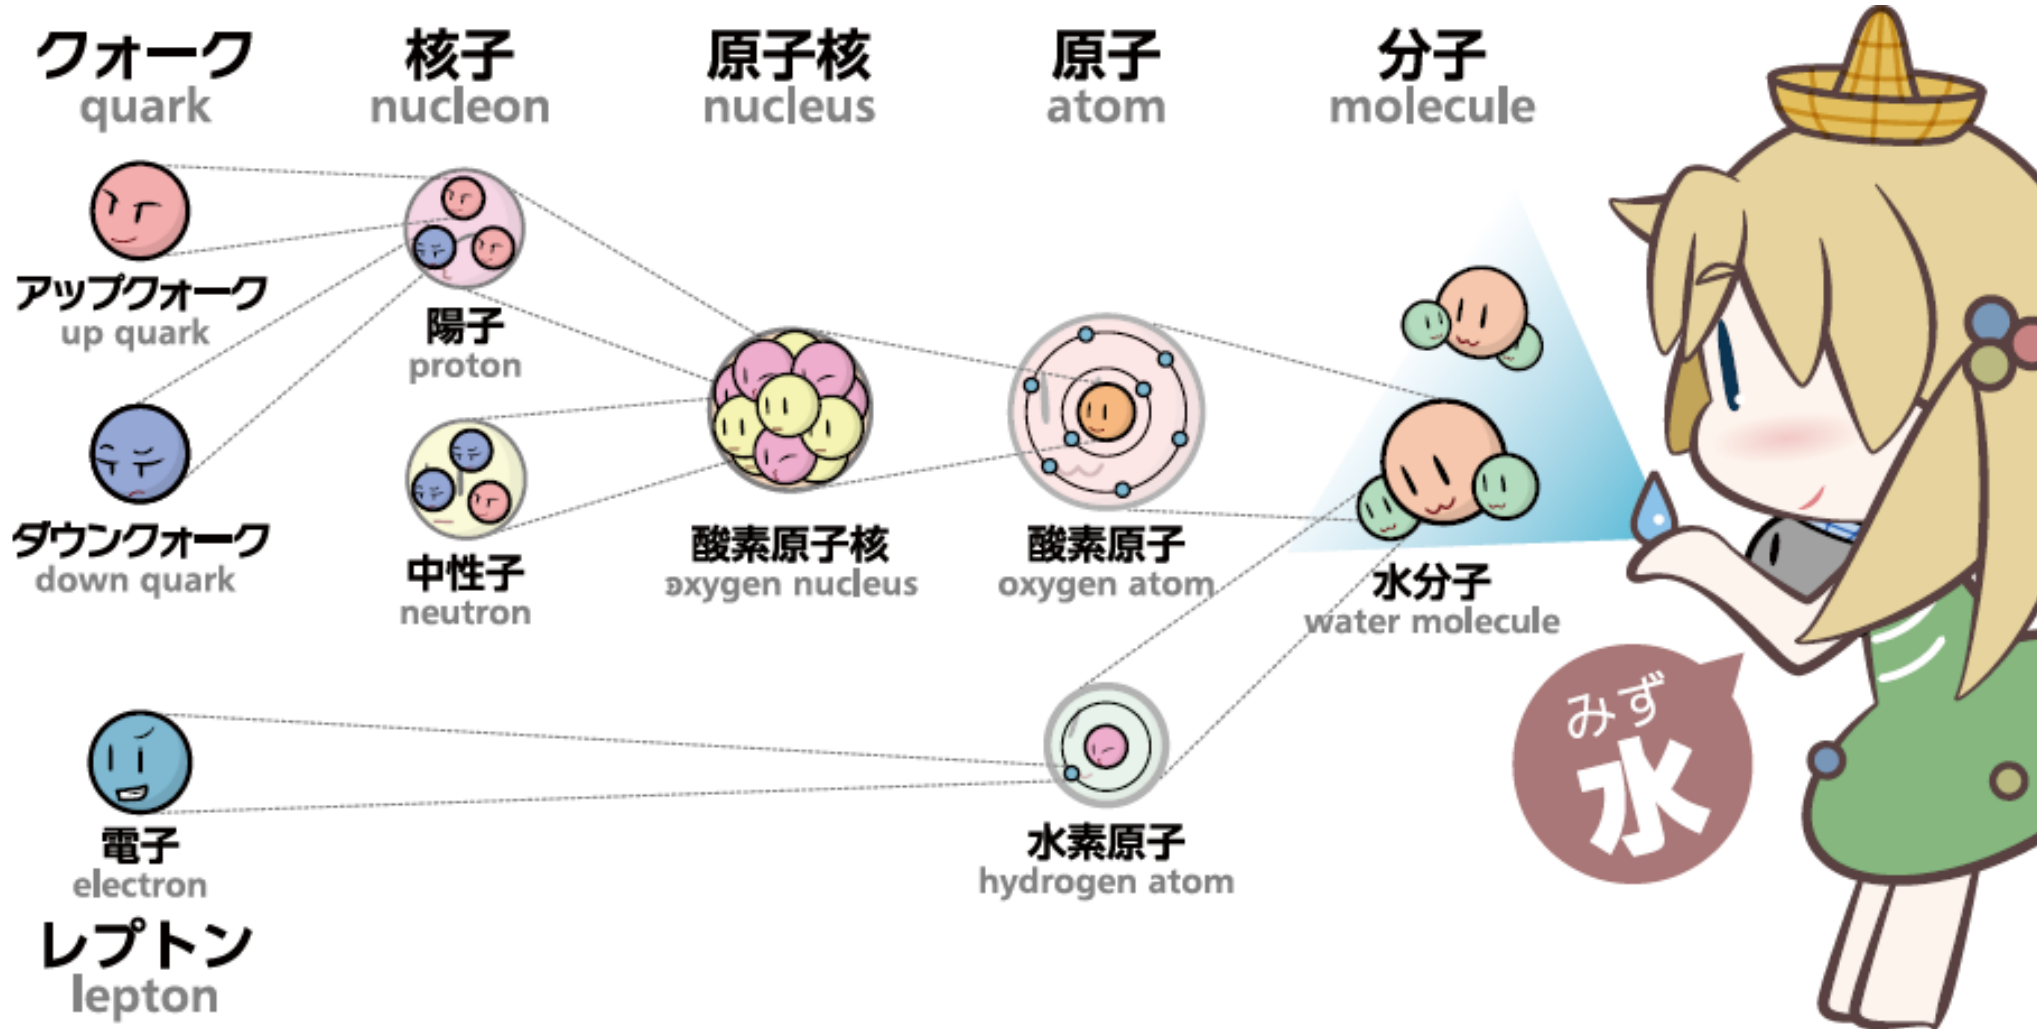 クォーク
quark
核子
nucleon
原子核
nucleus
原子
atom
分子
molecule
アップクォーク
up quark
陽子
proton
ダウンクォーク
down quark
中性子
neutron
酸素原子核
oxygen nucleus
酸素原子
oxygen atom
水分子
water molecule
みず
水
電子
electron
水素原子
hydrogen atom
レプトン
lepton